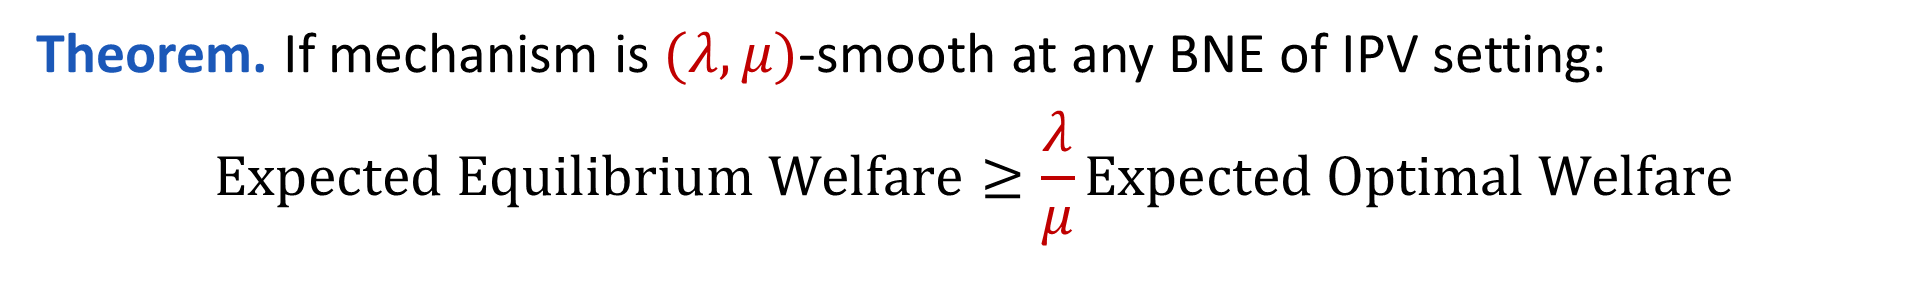 Theorem. If mechanism is (λ, μ)-smooth at any BNE of IPV setting:
Expected Equilibrium Welfare ≥ λ/μ Expected Optimal Welfare